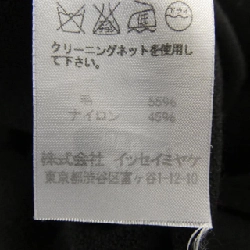 クリーニングネットを使用し
て下さい。
毛 55%
ナイロン 45%
株式会社 イッセイミヤケ
東京都渋谷区富ヶ谷1-12-10